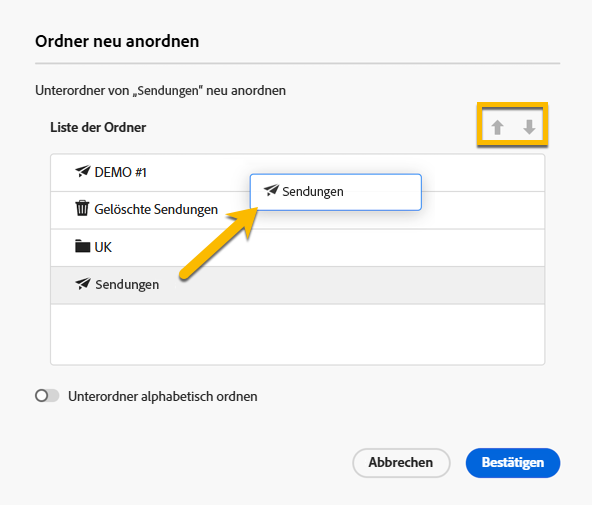 Ordner neu anordnen
Unterordner von „Sendungen“ neu anordnen
Liste der Ordner
DEMO #1
Sendungen
Gelöschte Sendungen
UK
Sendungen
Unterordner alphabetisch ordnen
Abbrechen
Bestätigen